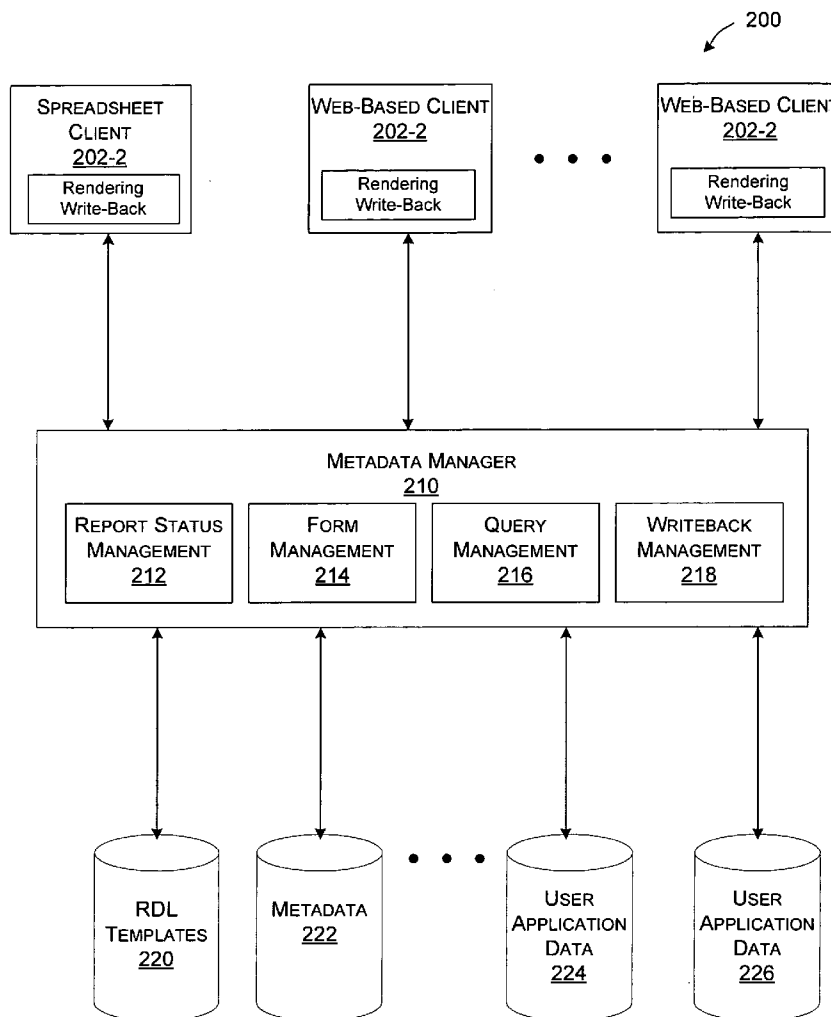 200
SPREADSHEET
CLIENT
202-2
Rendering
Write-Back
WEB-BASED CLIENT
202-2
Rendering
Write-Back
WEB-BASED CLIENT
202-2
Rendering
Write-Back
METADATA MANAGER
210
REPORT STATUS
MANAGEMENT
212
FORM
MANAGEMENT
214
QUERY
MANAGEMENT
216
WRITEBACK
MANAGEMENT
218
RDL
TEMPLATES
220
METADATA
222
USER
APPLICATION
DATA
224
USER
APPLICATION
DATA
226